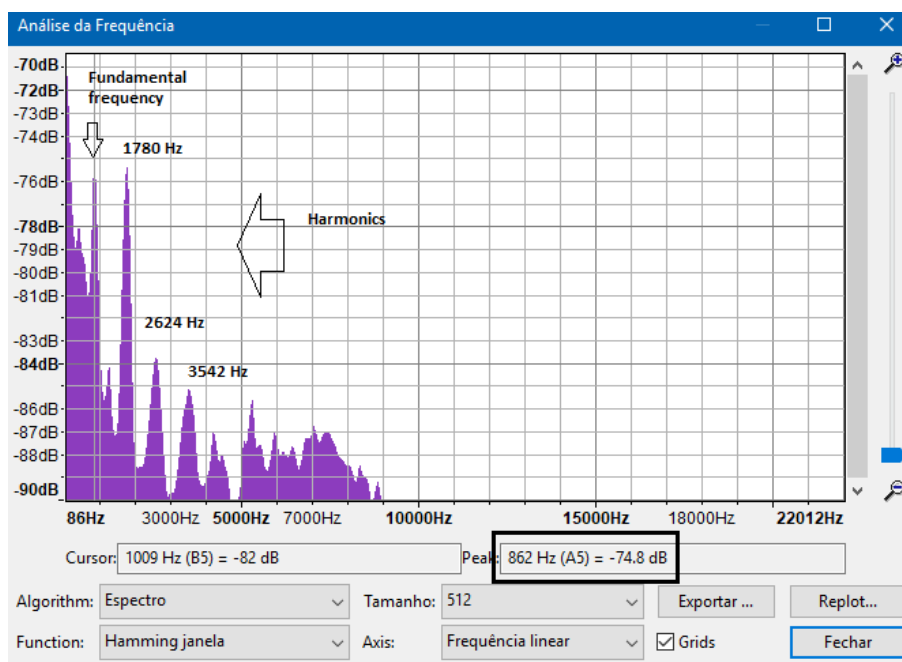 Análise da Frequência
-70dB
Fundamental
-72dB
frequency
-73dB
-74dB
1780 Hz
-76dB
Harmonics
-78dB
-79dB
-80dB
-81dB
2624 Hz
-83dB
-84dB
3542 Hz
-86dB
-87dB
-88dB
-90dB
86Hz 3000Hz 5000Hz 7000Hz 10000Hz 15000Hz 18000Hz 22012Hz
Cursor: 1009 Hz (B5) = -82 dB Peak: 862 Hz (A5) = -74.8 dB
Algorithm: Espectro Tamanho: 512 Exportar ... Replot...
Function: Hamming janela Axis: Frequência linear Grids Fechar